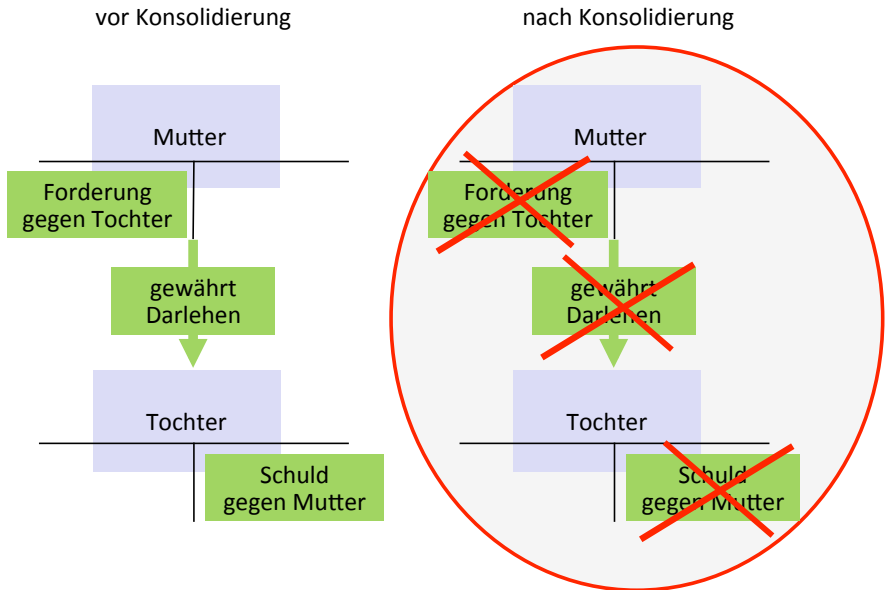 vor Konsolidierung
Mutter
Forderung
gegen Tochter
gewährt
Darlehen
Tochter
Schuld
gegen Mutter
nach Konsolidierung
Mutter
Forderung
gegen Tochter
gewährt
Darlehen
Tochter
Schuld
gegen Mutter